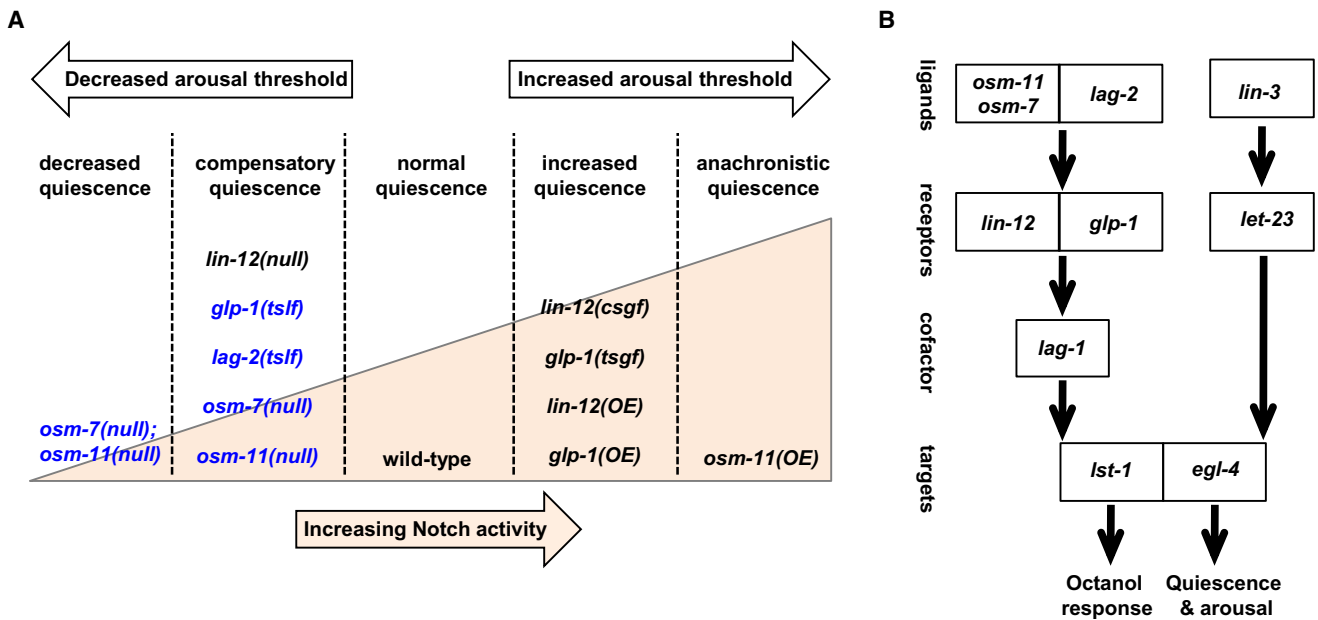 A
Decreased arousal threshold
Increased arousal threshold
decreased
quiescence
compensatory
quiescence
normal
quiescence
increased
quiescence
anachronistic
quiescence
lin-12(null)
glp-1(tslf)
lag-2(tslf)
osm-7(null)
osm-11(null)
osm-7(null);
osm-11(null)
wild-type
lin-12(csgf)
glp-1(tsgf)
lin-12(OE)
glp-1(OE)
osm-11(OE)
Increasing Notch activity
B
ligands
osm-11
osm-7
lag-2
lin-3
receptors
lin-12
glp-1
let-23
cofactor
lag-1
targets
lst-1
egl-4
Octanol
response
Quiescence
& arousal